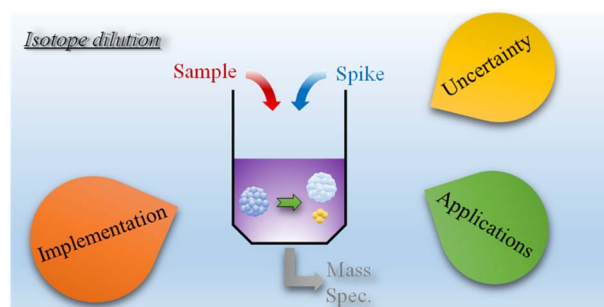 Isotope dilution
Sample
Spike
Uncertainty
Implementation
Applications
Mass
Spec.